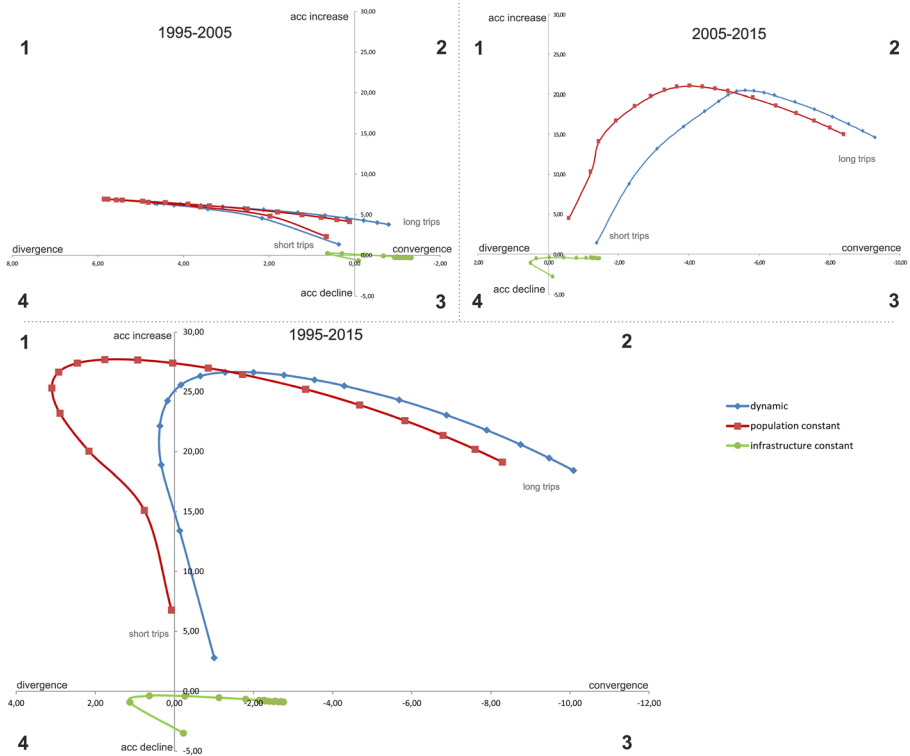 acc increase
30,00
1
1995-2005
2
25,00
20,00
15,00
10,00
5,00
long trips
short trips
divergence
convergence
8,00 6,00 4,00 2,00 0,00 -2,00
4
acc decline
3
-5,00
acc increase
30,00
1
2005-2015
2
25,00
20,00
15,00
10,00
5,00
long trips
short trips
divergence
convergence
2,00 0,00 -2,00 -4,00 -6,00 -8,00 -10,00
4
acc decline
3
-5,00
1
acc increase
30,00
1995-2015
2
25,00
20,00
15,00
10,00
5,00
0,00
long trips
short trips
dynamic
population constant
infrastructure constant
divergence
convergence
4,00 2,00 0,00 -2,00 -4,00 -6,00 -8,00 -10,00 -12,00
4
acc decline
3
-5,00